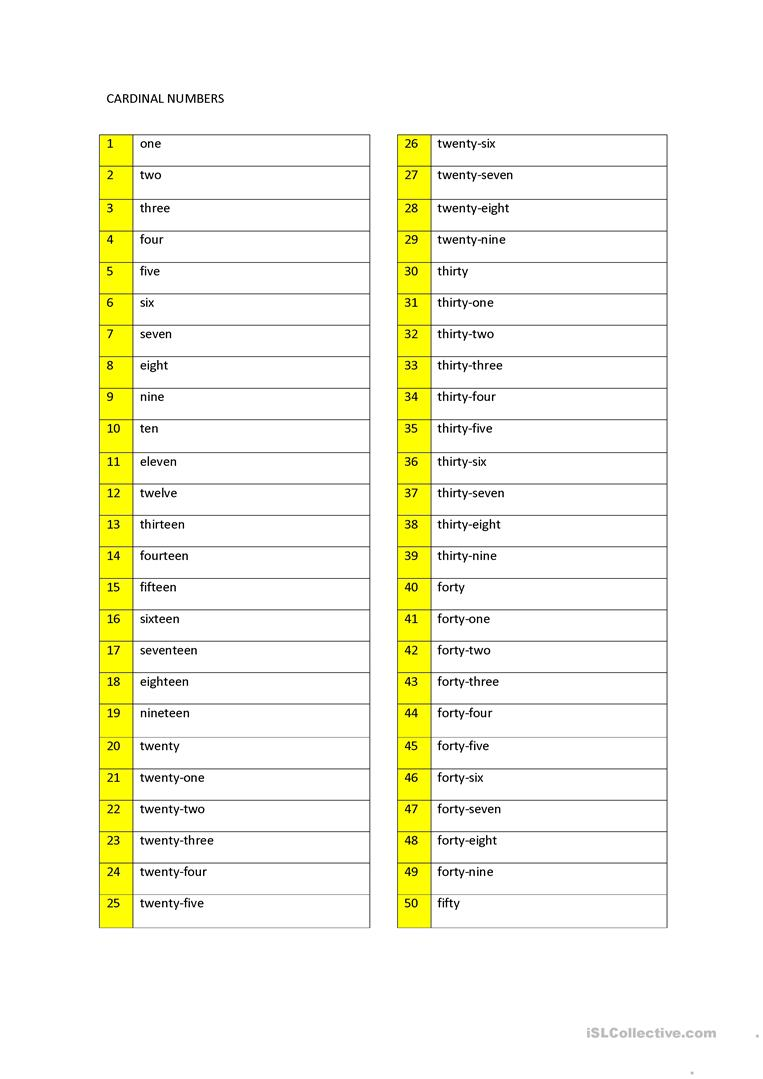 CARDINAL NUMBERS
1 one
2 two
3 three
4 four
5 five
6 six
7 seven
8 eight
9 nine
10 ten
11 eleven
12 twelve
13 thirteen
14 fourteen
15 fifteen
16 sixteen
17 seventeen
18 eighteen
19 nineteen
20 twenty
21 twenty-one
22 twenty-two
23 twenty-three
24 twenty-four
25 twenty-five
26 twenty-six
27 twenty-seven
28 twenty-eight
29 twenty-nine
30 thirty
31 thirty-one
32 thirty-two
33 thirty-three
34 thirty-four
35 thirty-five
36 thirty-six
37 thirty-seven
38 thirty-eight
39 thirty-nine
40 forty
41 forty-one
42 forty-two
43 forty-three
44 forty-four
45 forty-five
46 forty-six
47 forty-seven
48 forty-eight
49 forty-nine
50 fifty
iSLCollective.com